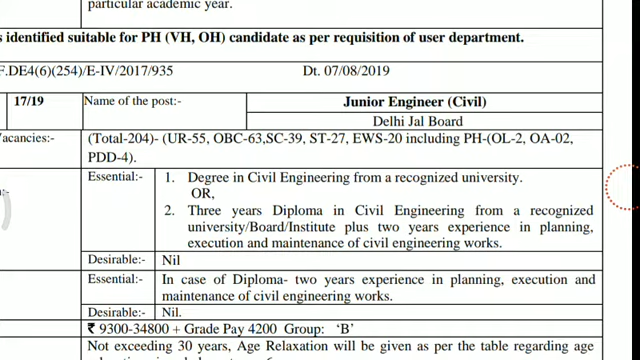 particular academic year.
s identified suitable for PH (VH, OH) candidate as per requisition of user department.
F.DE4(6)(254)/E-IV/2017/935 Dt. 07/08/2019
17/19 Name of the post:- Junior Engineer (Civil)
Delhi Jal Board
acancies:- (Total-204)- (UR-55, OBC-63,SC-39, ST-27, EWS-20 including PH-(OL-2, OA-02,
PDD-4).
Essential:- 1. Degree in Civil Engineering from a recognized university.
OR,
2. Three years Diploma in Civil Engineering from a recognized
university/Board/Institute plus two years experience in planning,
execution and maintenance of civil engineering works.
Desirable:- Nil
Essential:- In case of Diploma- two years experience in planning, execution and
maintenance of civil engineering works.
Desirable:- Nil.
₹ 9300-34800 + Grade Pay 4200 Group: ‘B’
Not exceeding 30 years, Age Relaxation will be given as per the table regarding age